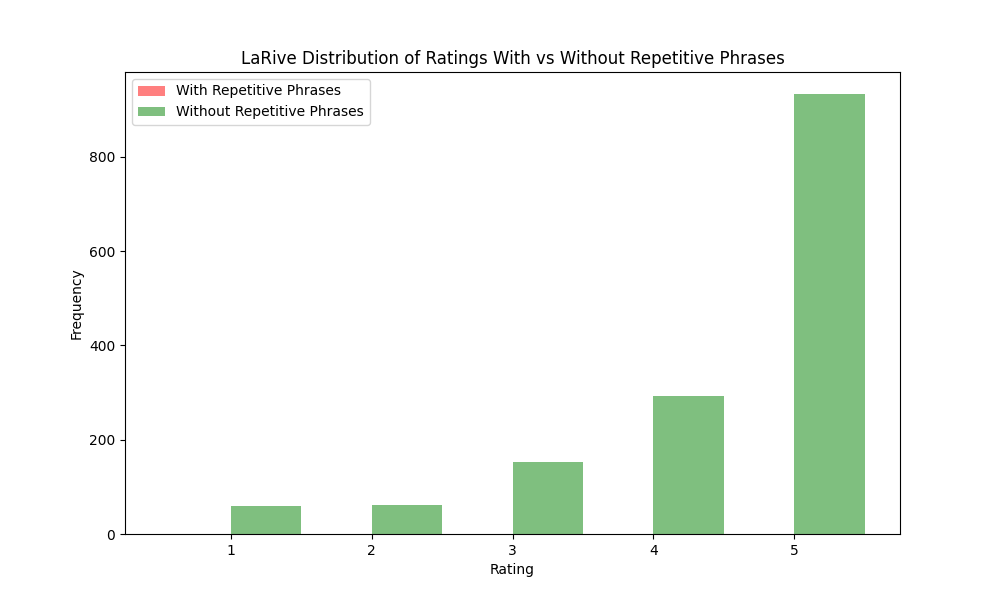 LaRive Distribution of Ratings With vs Without Repetitive Phrases
With Repetitive Phrases
Without Repetitive Phrases
800
600
400
200
0
Frequency
1 2 3 4 5
Rating